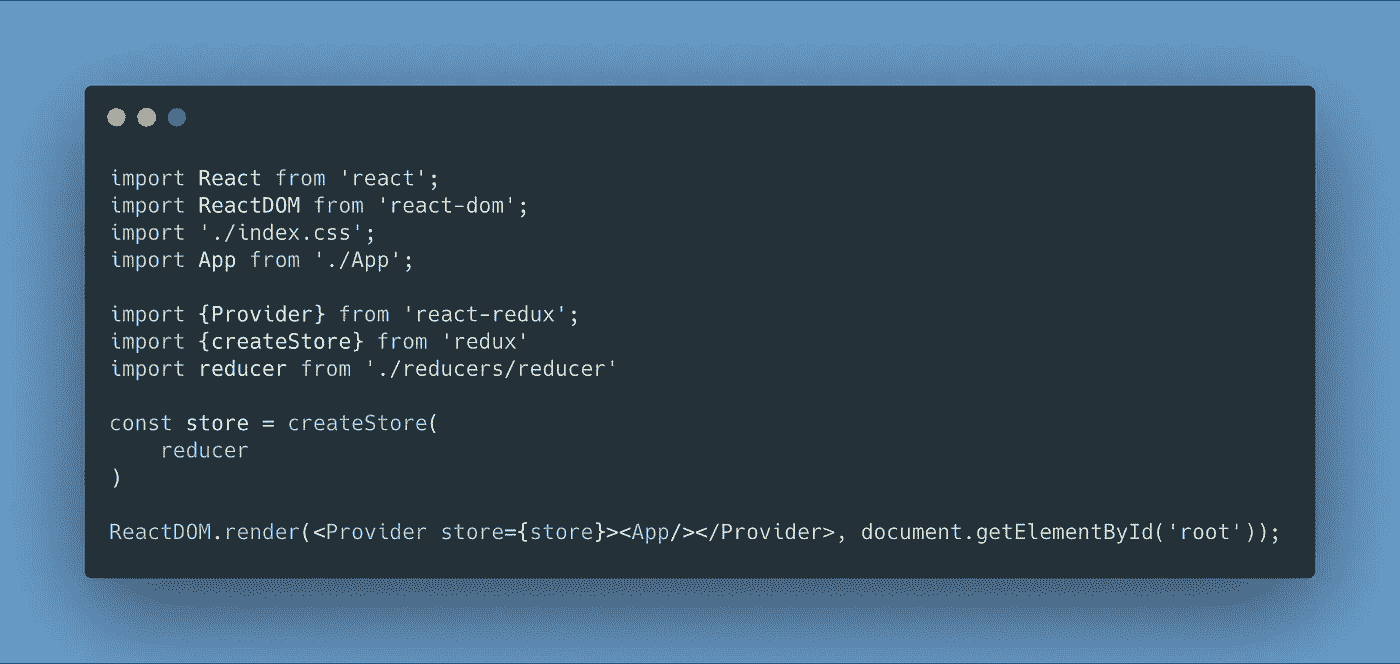 import React from 'react';
import ReactDOM from 'react-dom';
import './index.css';
import App from './App';

import {Provider} from 'react-redux';
import {createStore} from 'redux'
import reducer from './reducers/reducer'

const store = createStore(
    reducer
)

ReactDOM.render(<Provider store={store}><App/></Provider>, document.getElementById('root'));